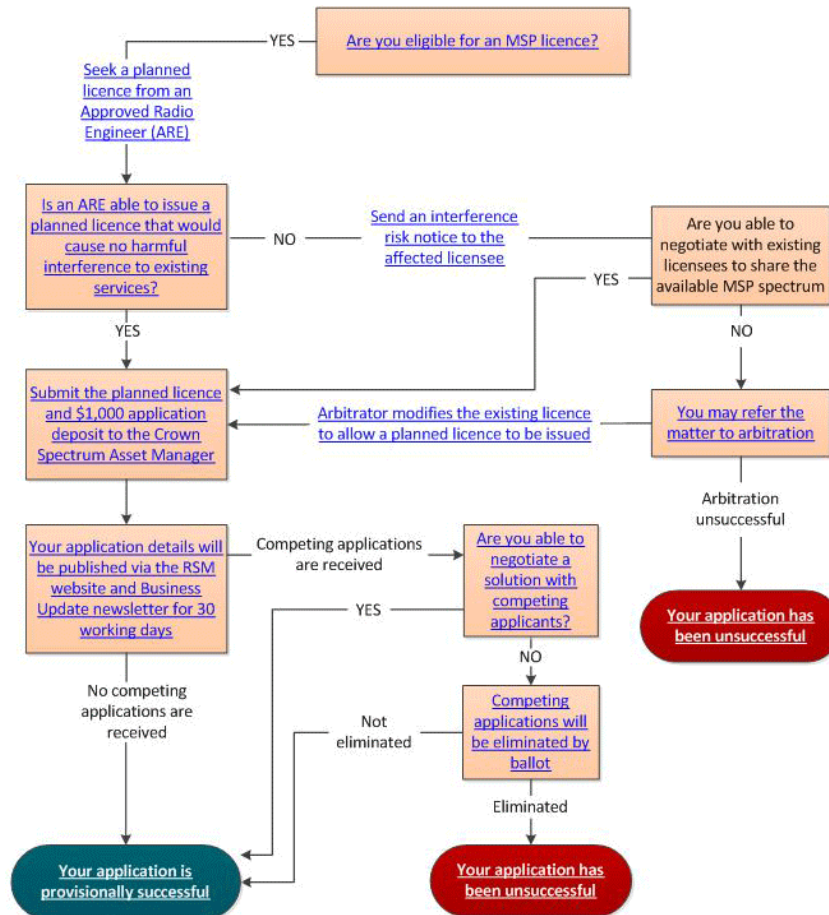 YES
Are you eligible for an MSP licence?
Seek a planned
licence from an
Approved Radio
Engineer (ARE)
Is an ARE able to issue a
planned licence that would
cause no harmful
interference to existing
services?
NO
Send an interference
risk notice to the
affected licensee
Are you able to
negotiate with existing
licensees to share the
available MSP spectrum
YES
YES
NO
Submit the planned licence
and $1,000 application
deposit to the Crown
Spectrum Asset Manager
Arbitrator modifies the existing licence
to allow a planned licence to be issued
You may refer the
matter to arbitration
Arbitration
unsuccessful
Your application has
been unsuccessful
Your application details will
be published via the RSM
website and Business
Update newsletter for 30
working days
Competing applications
are received
Are you able to
negotiate a
solution with
competing
applicants?
YES
NO
No competing
applications are
received
Not
eliminated
Competing
applications will
be eliminated by
ballot
Eliminated
Your application is
provisionally successful
Your application has
been unsuccessful